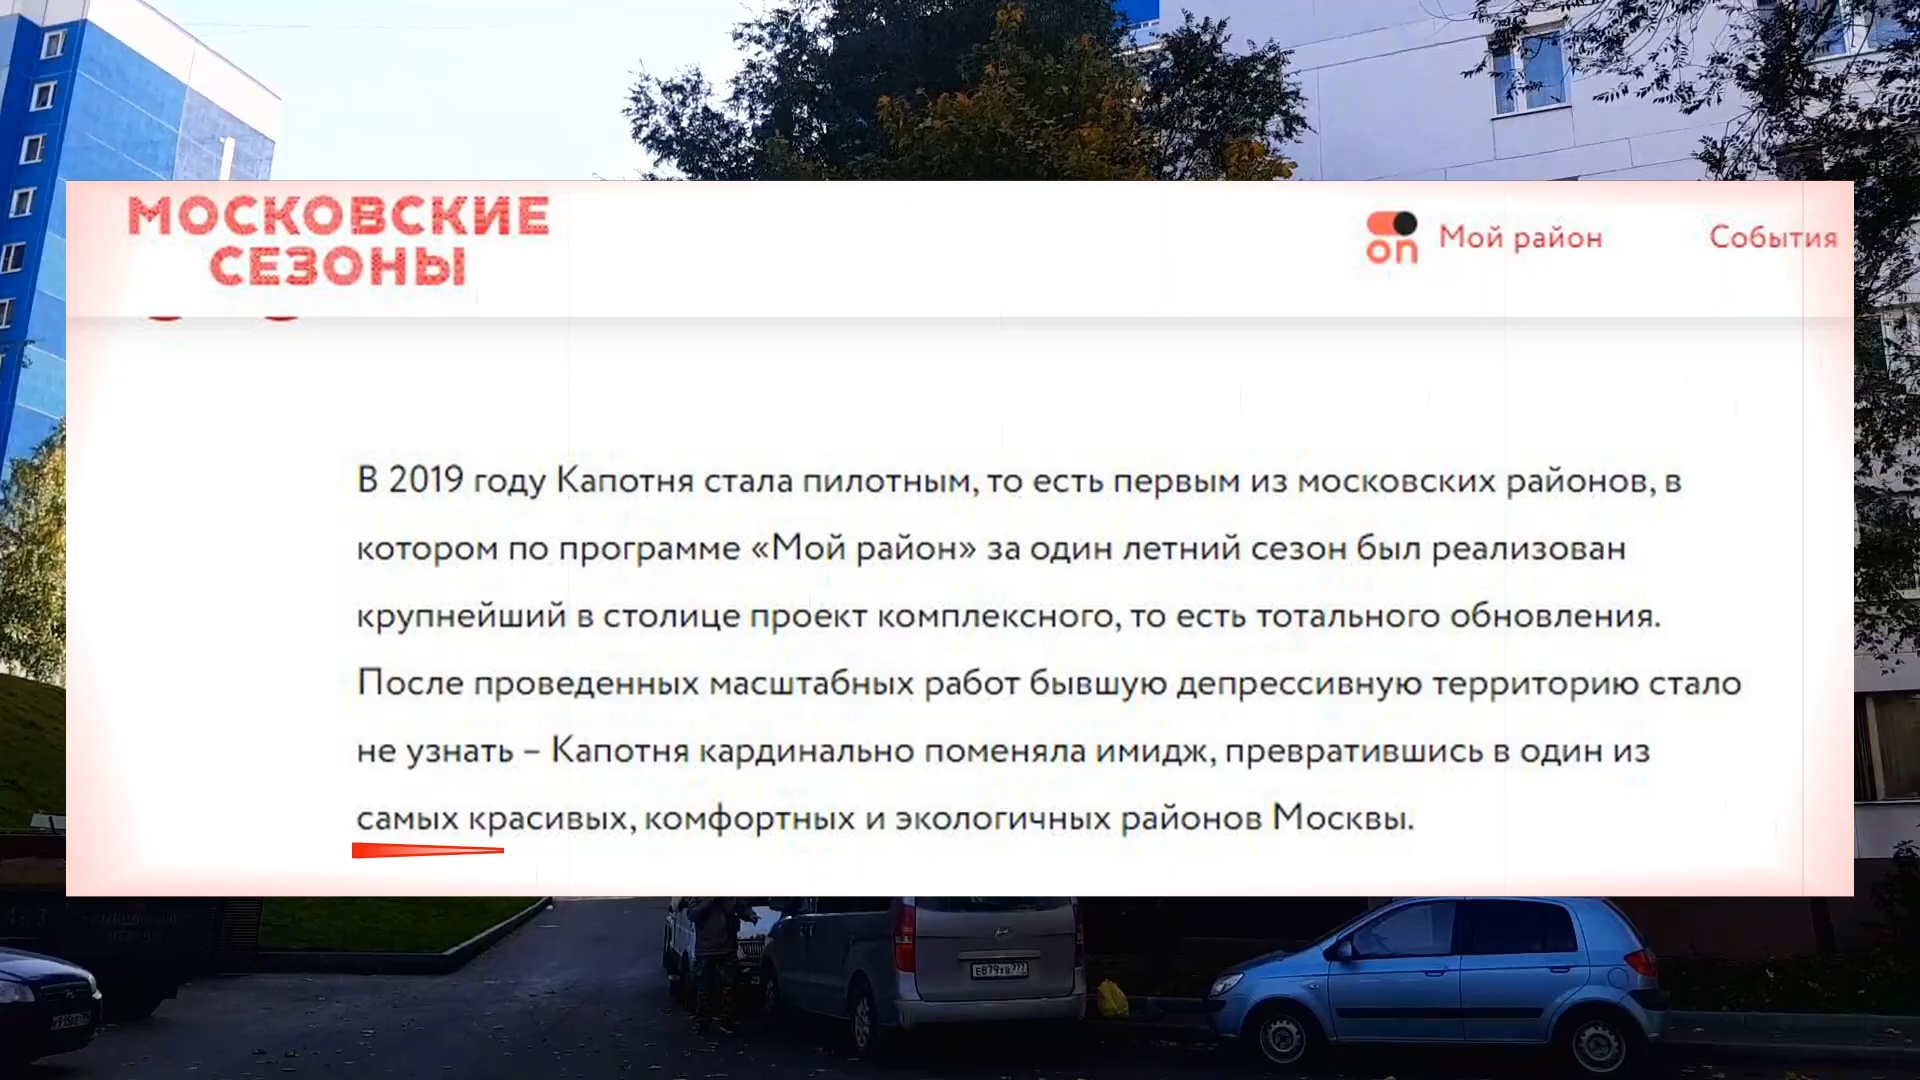 МОСКОВСКИЕ
СЕЗОНЫ
on Мой район
События
В 2019 году Капотня стала пилотным, то есть первым из московских районов, в
котором по программе «Мой район» за один летний сезон был реализован
крупнейший в столице проект комплексного, то есть тотального обновления.
После проведенных масштабных работ бывшую депрессивную территорию стало
не узнать – Капотня кардинально поменяла имидж, превратившись в один из
самых красивых, комфортных и экологичных районов Москвы.